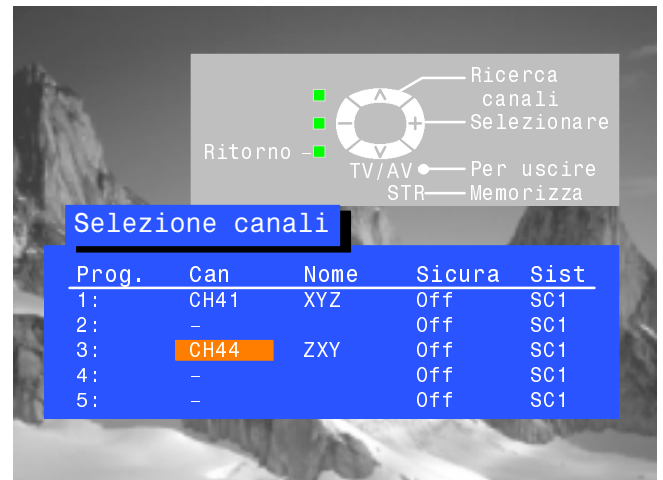 Ricerca
canali
Selezionare
Ritorno
TV/AV Per uscire
STR Memorizza
Selezione canali
Prog. Can Nome Sicura Sist
1: CH41 XYZ Off SC1
2: – Off SC1
3: CH44 ZXY Off SC1
4: – Off SC1
5: – Off SC1